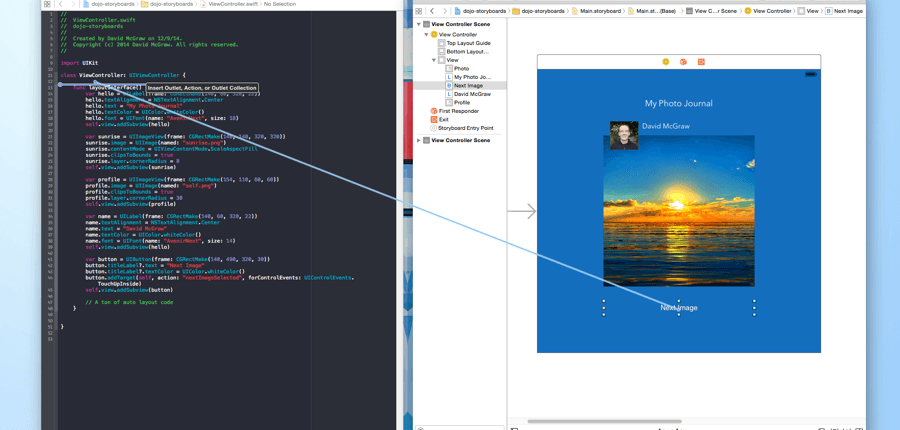 dojo-storyboards
dojo-storyboards
ViewController.swift
No Selection
//
// ViewController.swift
// dojo-storyboards
//
// Created by David McGraw on 12/9/14.
// Copyright (c) 2014 David McGraw. All rights reserved.
//
import UIKit
class ViewController: UIViewController {
func layoutInterface() {
Insert Outlet, Action, or Outlet Collection
hello.textAlignment = NSTextAlignment.Center
hello.text = "My Photo Journal"
hello.textColor = UIColor.whiteColor()
hello.font = UIFont(name: "AvenirNext", size: 18)
self.view.addSubview(hello)
var sunrise = UIImageView(frame: CGRectMake(140, 140, 320, 320))
sunrise.image = UIImage(named: "sunrise.png")
sunrise.contentMode = UIViewContentMode.ScaleAspectFill
sunrise.clipsToBounds = true
sunrise.layer.cornerRadius = 8
self.view.addSubview(sunrise)
var profile = UIImageView(frame: CGRectMake(154, 110, 60, 60))
profile.image = UIImage(named: "self.png")
profile.clipsToBounds = true
profile.layer.cornerRadius = 30
self.view.addSubview(profile)
var name = UILabel(frame: CGRectMake(140, 60, 320, 22))
name.textAlignment = NSTextAlignment.Center
name.text = "David McGraw"
name.textColor = UIColor.whiteColor()
name.font = UIFont(name: "AvenirNext", size: 14)
self.view.addSubview(hello)
var button = UIButton(frame: CGRectMake(140, 490, 320, 30))
button.titleLabel?.text = "Next Image"
button.titleLabel?.textColor = UIColor.whiteColor()
button.addTarget(self, action: "nextImageSelected", forControlEvents: UIControlEvents.
TouchUpInside)
self.view.addSubview(button)
// A ton of auto layout code
}
}
dojo-storyboards
dojo-storyboards
Main.storyboard
Main.st...(Base)
View C...r Scene
View Controller
View
Next Image
View Controller Scene
View Controller
Top Layout Guide
Bottom Layout...
View
Photo
L My Photo Jo...
Next Image
L David McGraw
Profile
First Responder
Exit
Storyboard Entry Point
View Controller Scene
My Photo Journal
David McGraw
Next Image